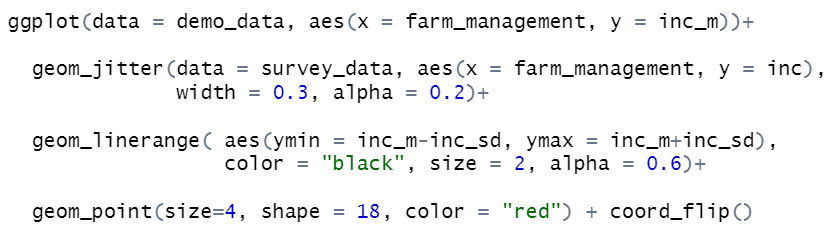 ggplot(data = demo_data, aes(x = farm_management, y = inc_m))+
geom_jitter(data = survey_data, aes(x = farm_management, y = inc),
width = 0.3, alpha = 0.2)+
geom_linerange( aes(ymin = inc_m-inc_sd, ymax = inc_m+inc_sd),
color = "black", size = 2, alpha = 0.6)+
geom_point(size=4, shape = 18, color = "red") + coord_flip()